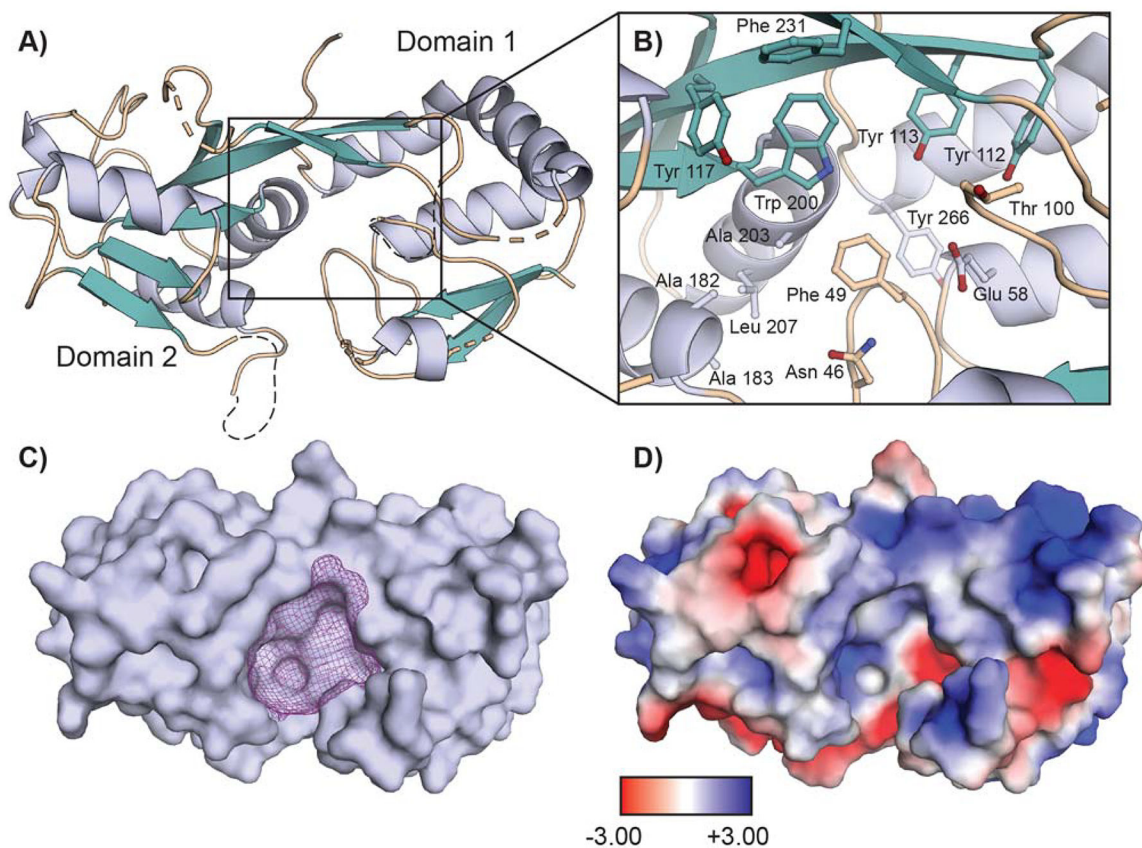 A)
Domain 1
Domain 2
B)
Phe 231
Tyr 113
Tyr 112
Tyr 117
Trp 200
Thr 100
Tyr 266
Ala 203
Ala 182
Phe 49
Glu 58
Leu 207
Asn 46
Ala 183
C)
D)
-3.00
+3.00